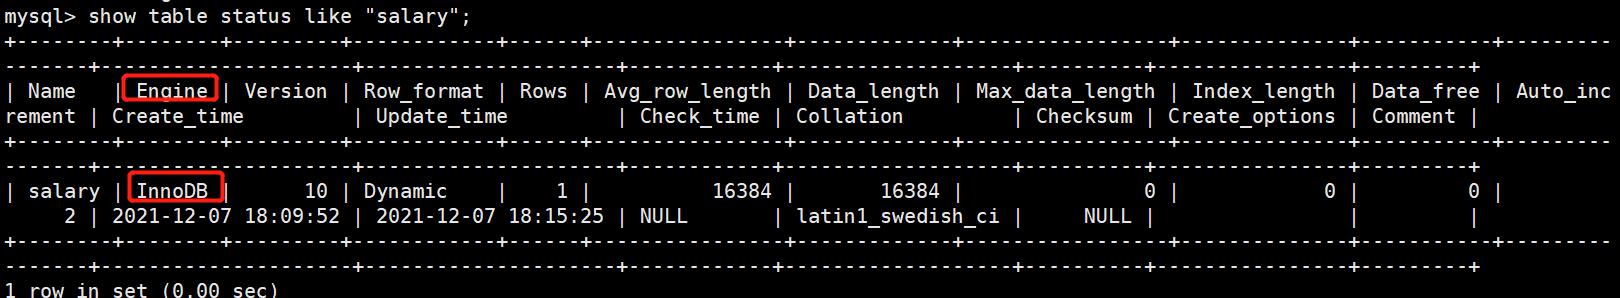 mysql> show table status like "salary";
+--------+--------+---------+------------+------+----------------+-------------+-----------------+--------------+-----------+---------
-------+---------------------+---------------------+------------+-------------------+----------+----------------+---------+
| Name   | Engine | Version | Row_format | Rows | Avg_row_length | Data_length | Max_data_length | Index_length | Data_free | Auto_inc
rement | Create_time         | Update_time         | Check_time | Collation         | Checksum | Create_options | Comment |
+--------+--------+---------+------------+------+----------------+-------------+-----------------+--------------+-----------+---------
-------+---------------------+---------------------+------------+-------------------+----------+----------------+---------+
| salary | InnoDB |      10 | Dynamic    |    1 |          16384 |       16384 |               0 |            0 |         0 |
     2 | 2021-12-07 18:09:52 | 2021-12-07 18:15:25 | NULL       | latin1_swedish_ci |     NULL |                |         |
+--------+--------+---------+------------+------+----------------+-------------+-----------------+--------------+-----------+---------
-------+---------------------+---------------------+------------+-------------------+----------+----------------+---------+
1 row in set (0.00 sec)